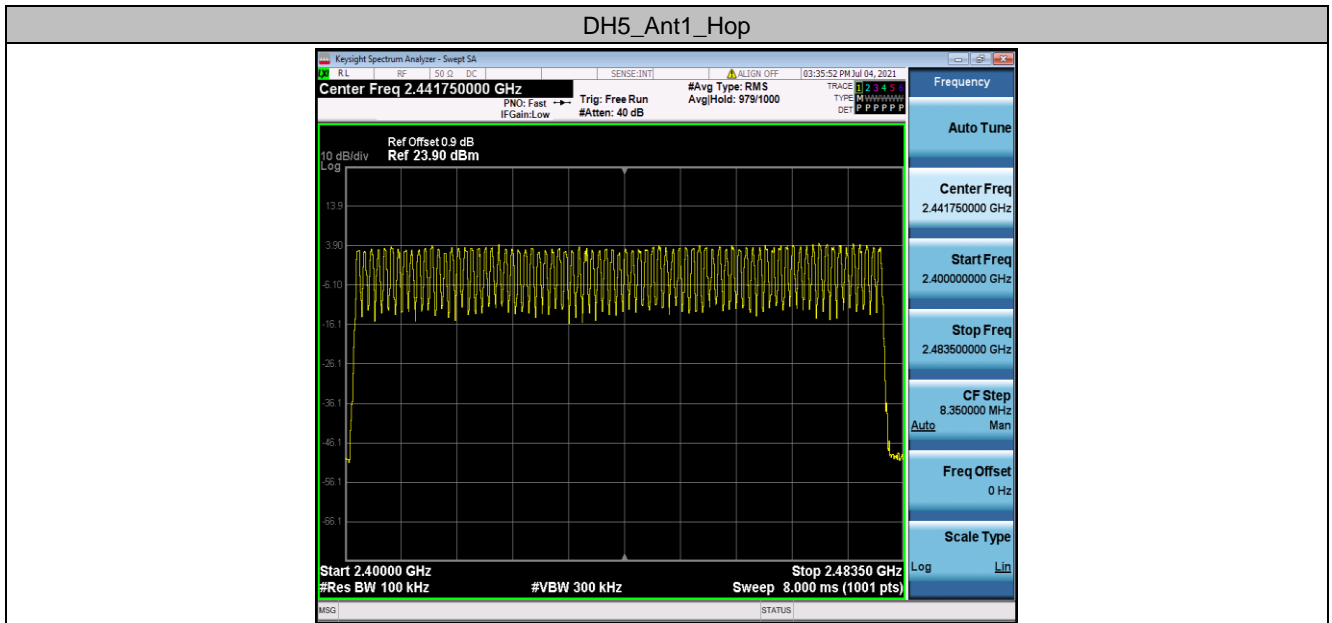 DH5_Ant1_Hop
Keysight Spectrum Analyzer - Swept SA
RL RF 50 Ω DC SENSE:INT ALIGN OFF 03:35:52 PM Jul 04, 2021
Center Freq 2.441750000 GHz #Avg Type: RMS TRACE 1 2 3 4 5 6
PNO: Fast Trig: Free Run Avg|Hold: 979/1000 TYPE M WWWWW
IFGain:Low #Atten: 40 dB DET P P P P P P
Frequency
Auto Tune
Ref Offset 0.9 dB
10 dB/div Ref 23.90 dBm
Log
13.9
3.90
-6.10
-16.1
-26.1
-36.1
-46.1
-56.1
-66.1
Center Freq
2.441750000 GHz
Start Freq
2.400000000 GHz
Stop Freq
2.483500000 GHz
CF Step
8.350000 MHz
Auto Man
Freq Offset
0 Hz
Scale Type
Log Lin
Start 2.40000 GHz Stop 2.48350 GHz
#Res BW 100 kHz #VBW 300 kHz Sweep 8.000 ms (1001 pts)
MSG STATUS